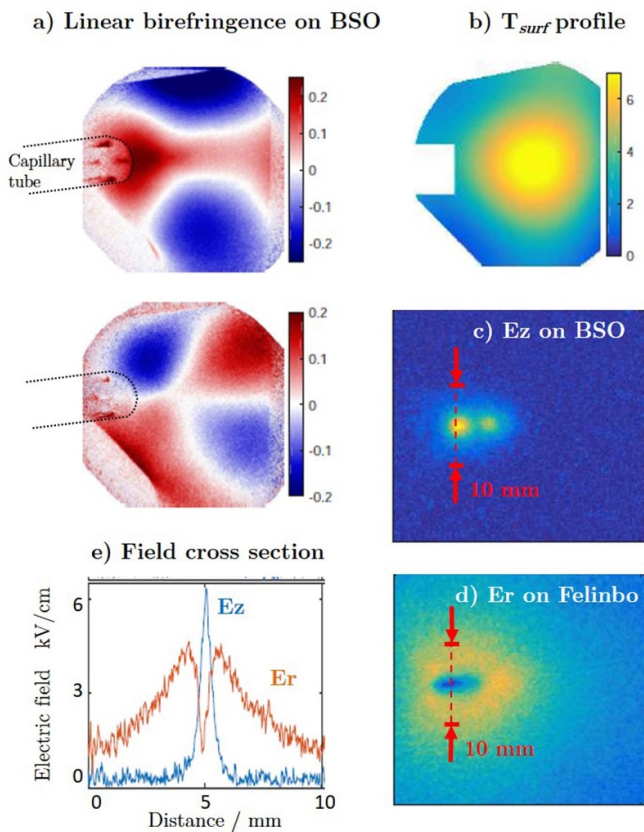 a) Linear birefringence on BSO
b) T_surf profile
Capillary
tube
0.2
0.1
0
-0.1
-0.2
6
4
2
0
0.2
0.1
0
-0.1
-0.2
c) Ez on BSO
10 mm
d) Er on Felinbo
10 mm
e) Field cross section
Electric field kV/cm
6
3
0
Ez
Er
0
5
10
Distance / mm